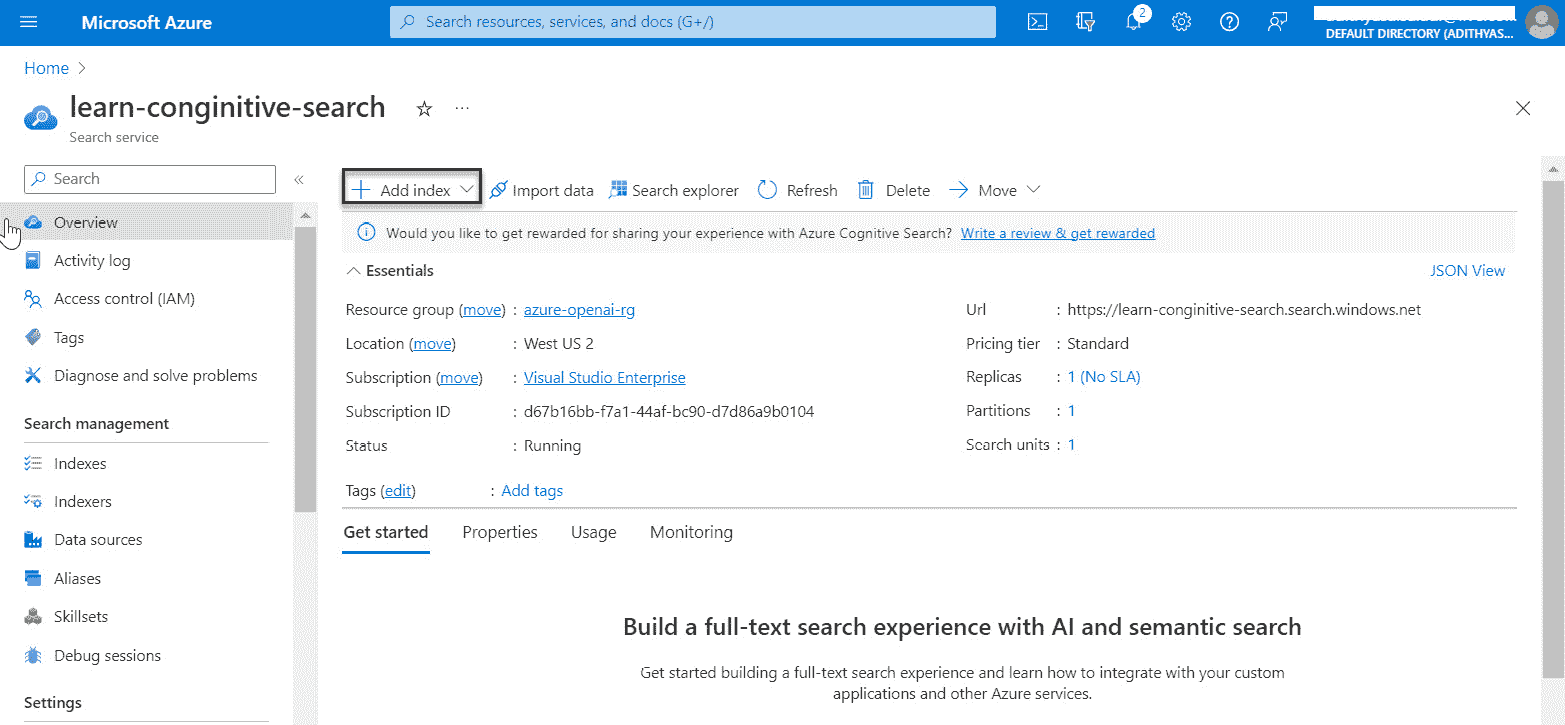 Microsoft Azure
Search resources, services, and docs (G+/)
2
DEFAULT DIRECTORY (ADITHYAS...
Home
learn-conginitive-search
...
Search service
Search
«
Overview
Activity log
Access control (IAM)
Tags
Diagnose and solve problems
Search management
Indexes
Indexers
Data sources
Aliases
Skillsets
Debug sessions
Settings
Add index
Import data
Search explorer
Refresh
Delete
Move
Would you like to get rewarded for sharing your experience with Azure Cognitive Search? Write a review & get rewarded
Essentials
JSON View
Resource group (move) : azure-openai-rg
Location (move) : West US 2
Subscription (move) : Visual Studio Enterprise
Subscription ID : d67b16bb-f7a1-44af-bc90-d7d86a9b0104
Status : Running
Url : https://learn-conginitive-search.search.windows.net
Pricing tier : Standard
Replicas : 1 (No SLA)
Partitions : 1
Search units : 1
Tags (edit) : Add tags
Get started Properties Usage Monitoring
Build a full-text search experience with AI and semantic search
Get started building a full-text search experience and learn how to integrate with your custom
applications and other Azure services.